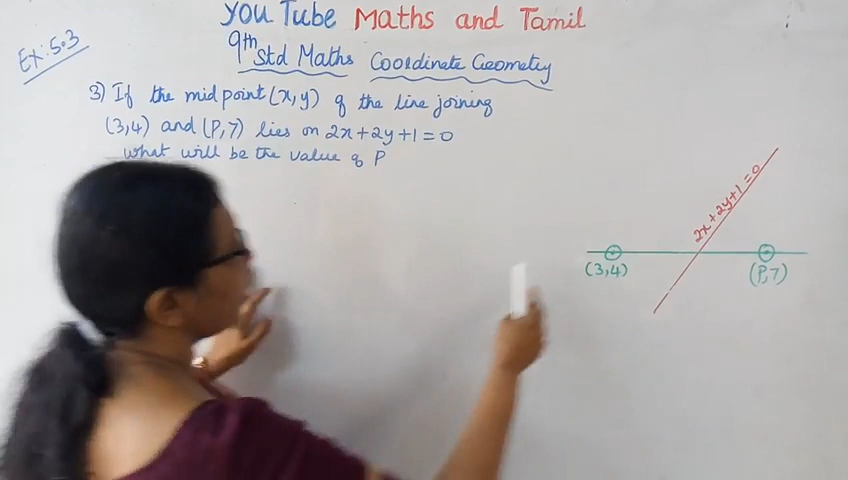 You Tube Maths and Tamil
Ex: 5.3
9th Std Maths Coordinate Geometry
3) If the midpoint (x,y) of the line joining
(3,4) and (P,7) lies on 2x+2y+1=0
what will be the value of P
2x+2y+1=0
(3,4)
(P,7)